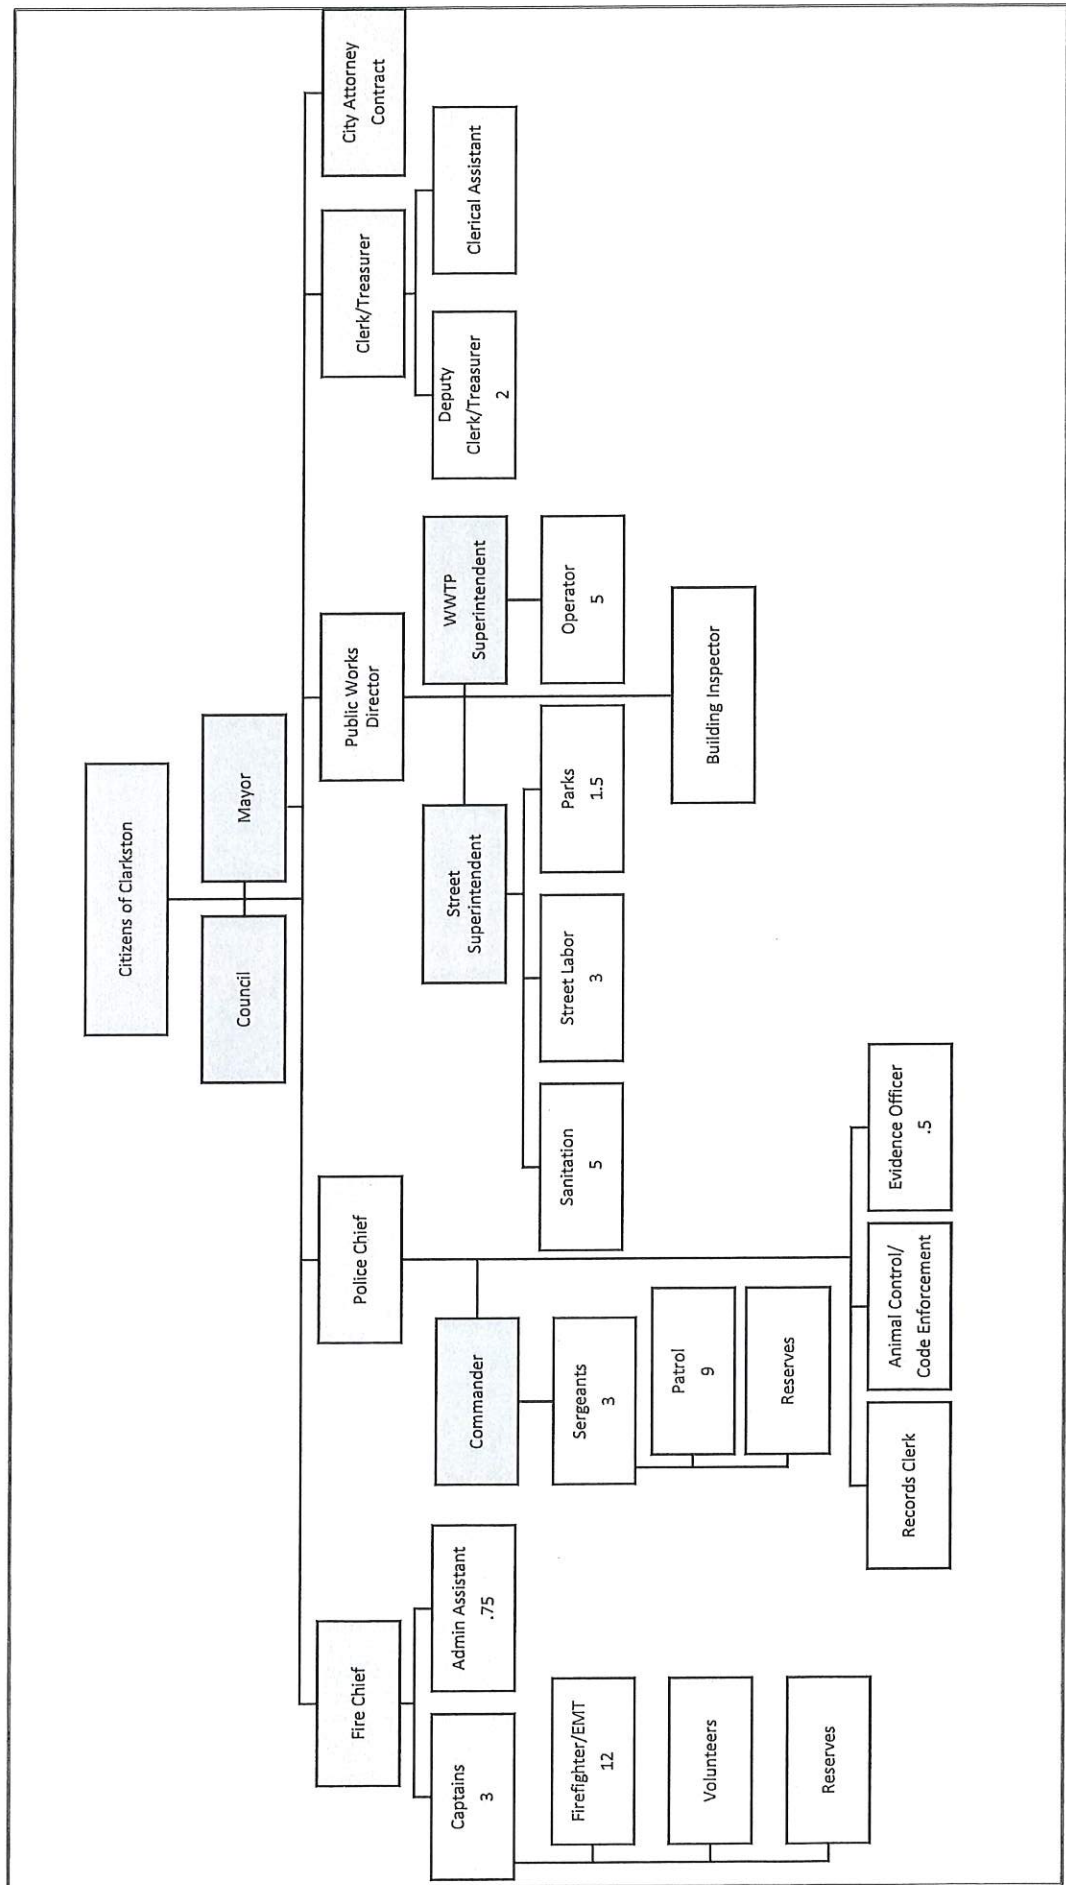 Citizens of Clarkston
Council
Mayor
Fire Chief
Police Chief
Public Works
Director
Clerk/Treasurer
City Attorney
Contract
Captains
3
Admin Assistant
.75
Commander
Street
Superintendent
WWTP
Superintendent
Deputy
Clerk/Treasurer
2
Clerical Assistant
Firefighter/EMT
12
Volunteers
Reserves
Sergeants
3
Patrol
9
Reserves
Sanitation
5
Street Labor
3
Parks
1.5
Operator
5
Building Inspector
Records Clerk
Animal Control/
Code Enforcement
Evidence Officer
.5